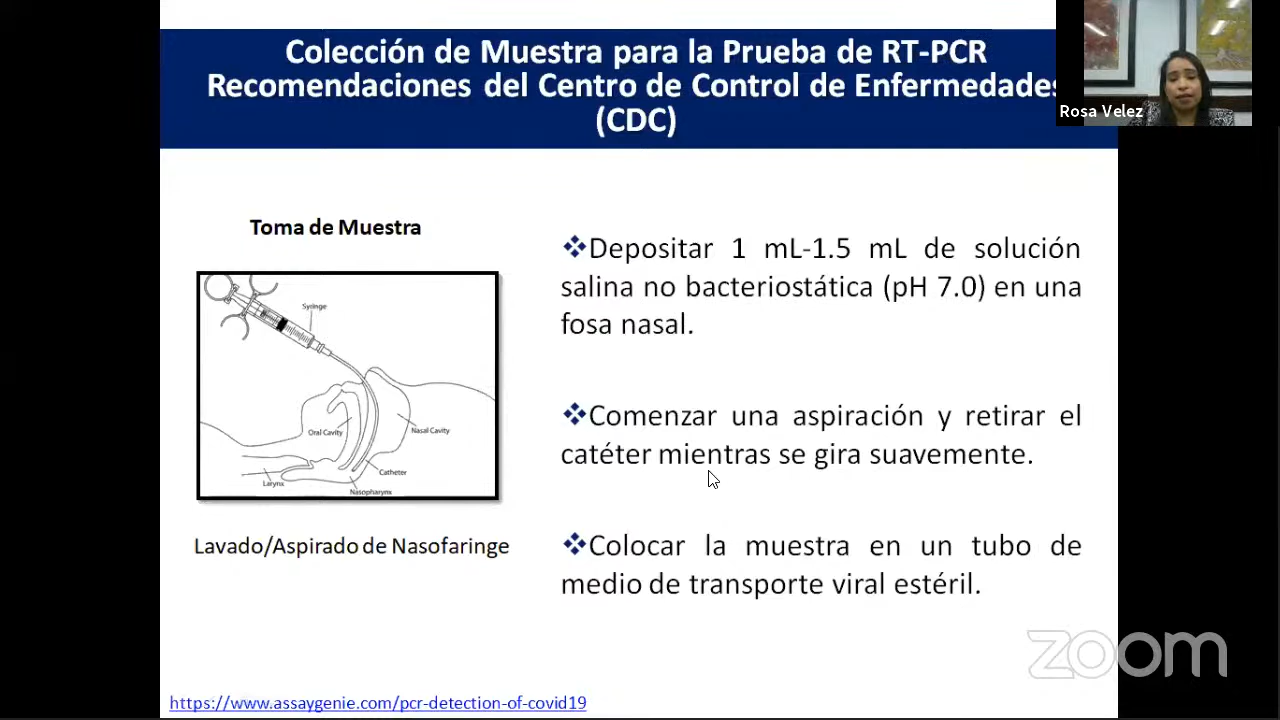 Colección de Muestra para la Prueba de RT-PCR
Recomendaciones del Centro de Control de Enfermedades
(CDC)
Rosa Velez
Toma de Muestra
Syringe
Oral Cavity
Nasal Cavity
Catheter
Larynx
Nasopharynx
Lavado/Aspirado de Nasofaringe
❖Depositar 1 mL-1.5 mL de solución
salina no bacteriostática (pH 7.0) en una
fosa nasal.
❖Comenzar una aspiración y retirar el
catéter mientras se gira suavemente.
❖Colocar la muestra en un tubo de
medio de transporte viral estéril.
zoom
https://www.assaygenie.com/pcr-detection-of-covid19